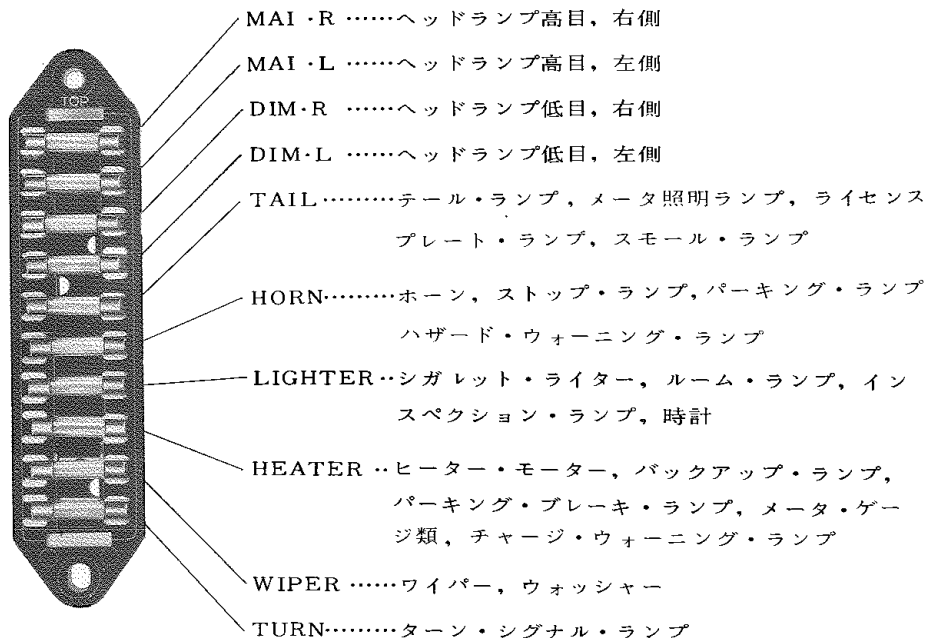 TOP
MAI・R ……ヘッドランプ高目，右側
MAI・L ……ヘッドランプ高目，左側
DIM・R ……ヘッドランプ低目，右側
DIM・L ……ヘッドランプ低目，左側
TAIL………テール・ランプ，メータ照明ランプ，ライセンス
プレート・ランプ，スモール・ランプ
HORN………ホーン，ストップ・ランプ，パーキング・ランプ
ハザード・ウォーニング・ランプ
LIGHTER‥シガレット・ライター，ルーム・ランプ，イン
スペクション・ランプ，時計
HEATER‥ヒーター・モーター，バックアップ・ランプ，
パーキング・ブレーキ・ランプ，メータ・ゲー
ジ類，チャージ・ウォーニング・ランプ
WIPER ……ワイパー，ウォッシャー
TURN………ターン・シグナル・ランプ